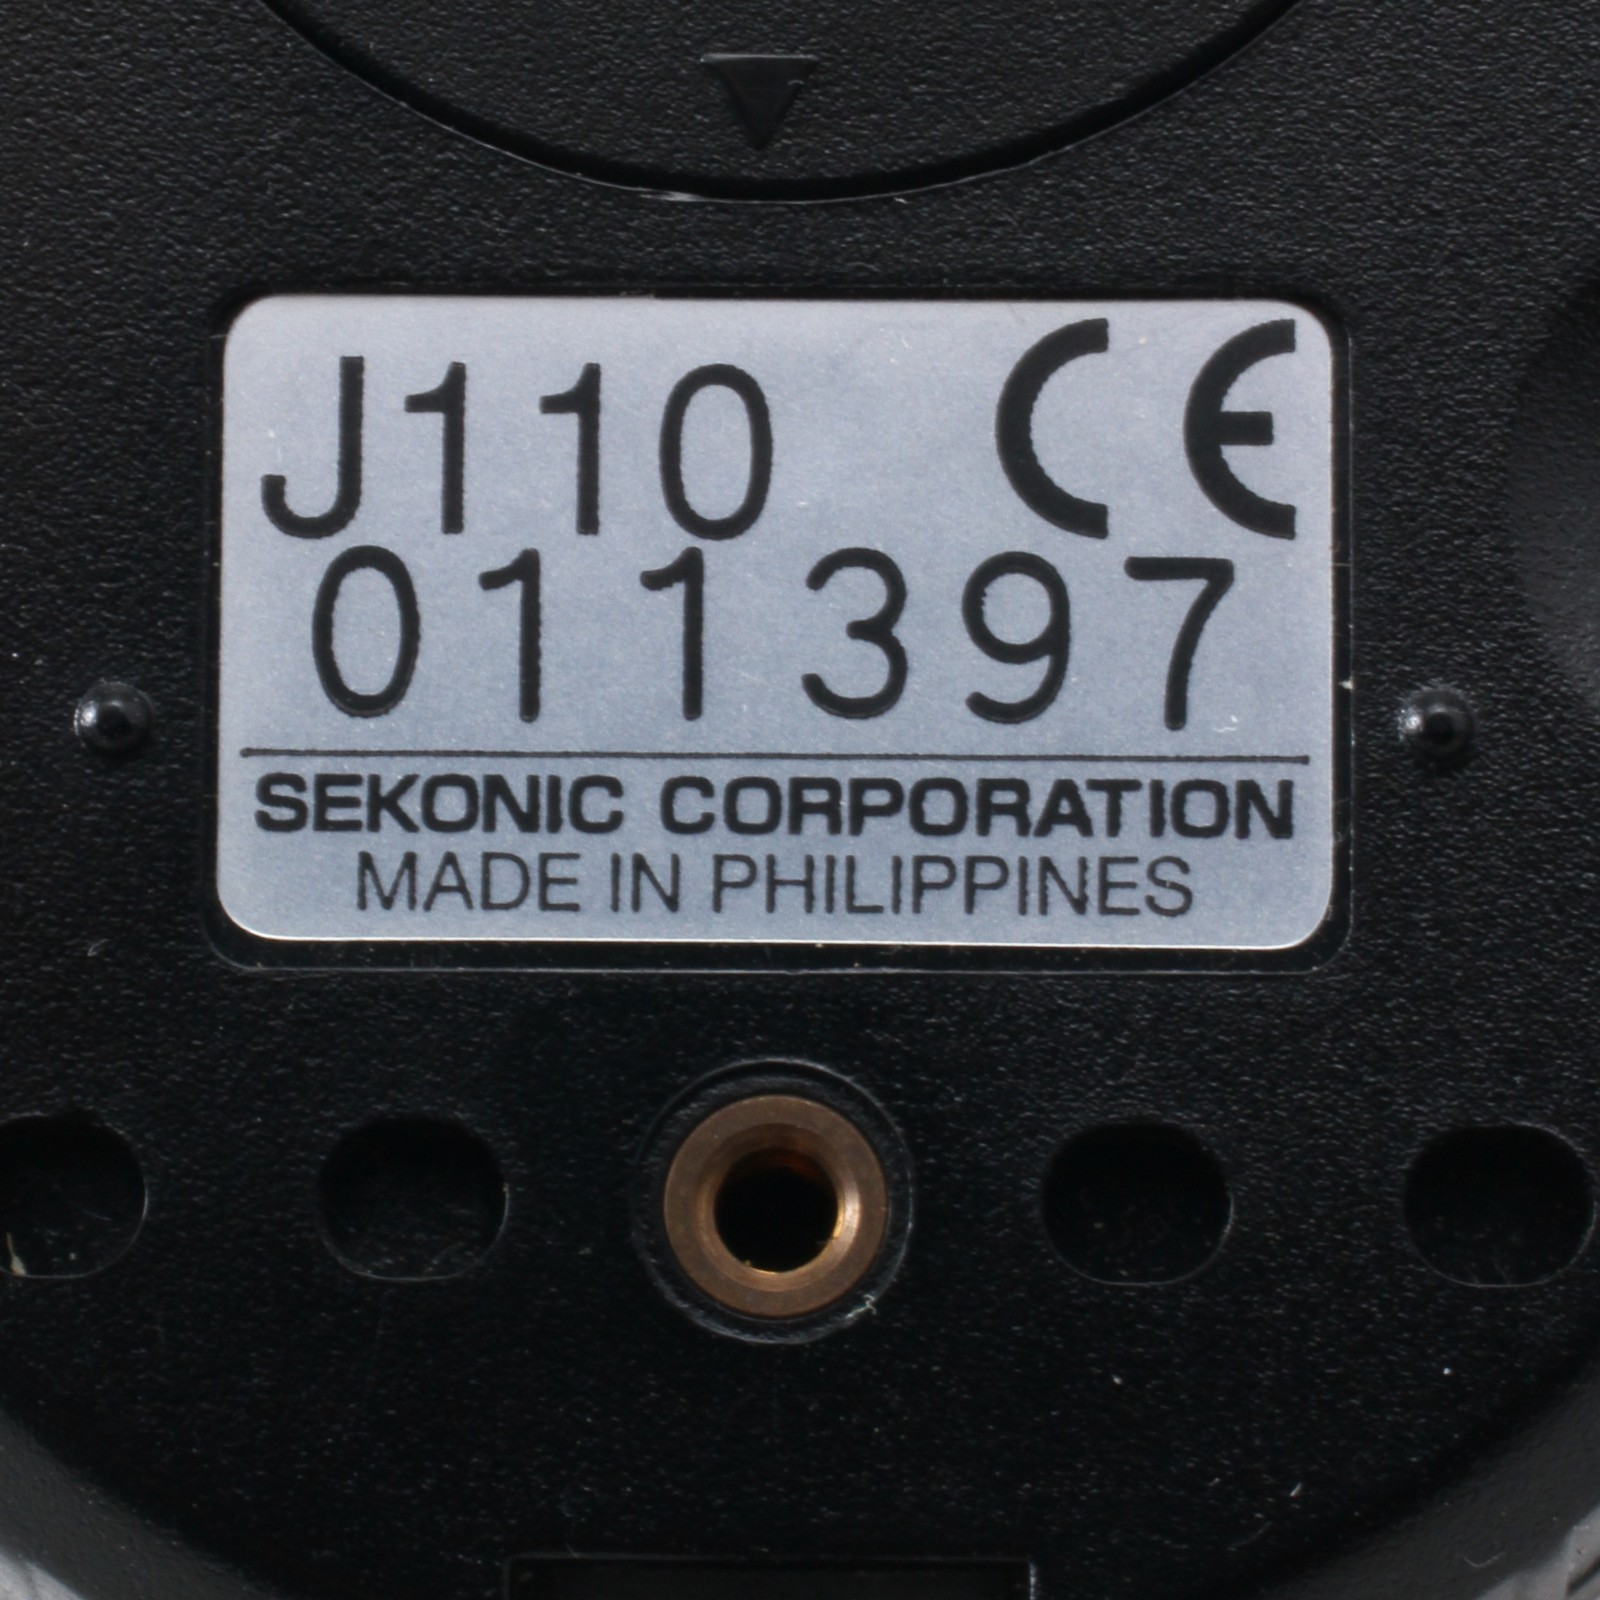 J110 CE
011397
SEKONIC CORPORATION
MADE IN PHILIPPINES